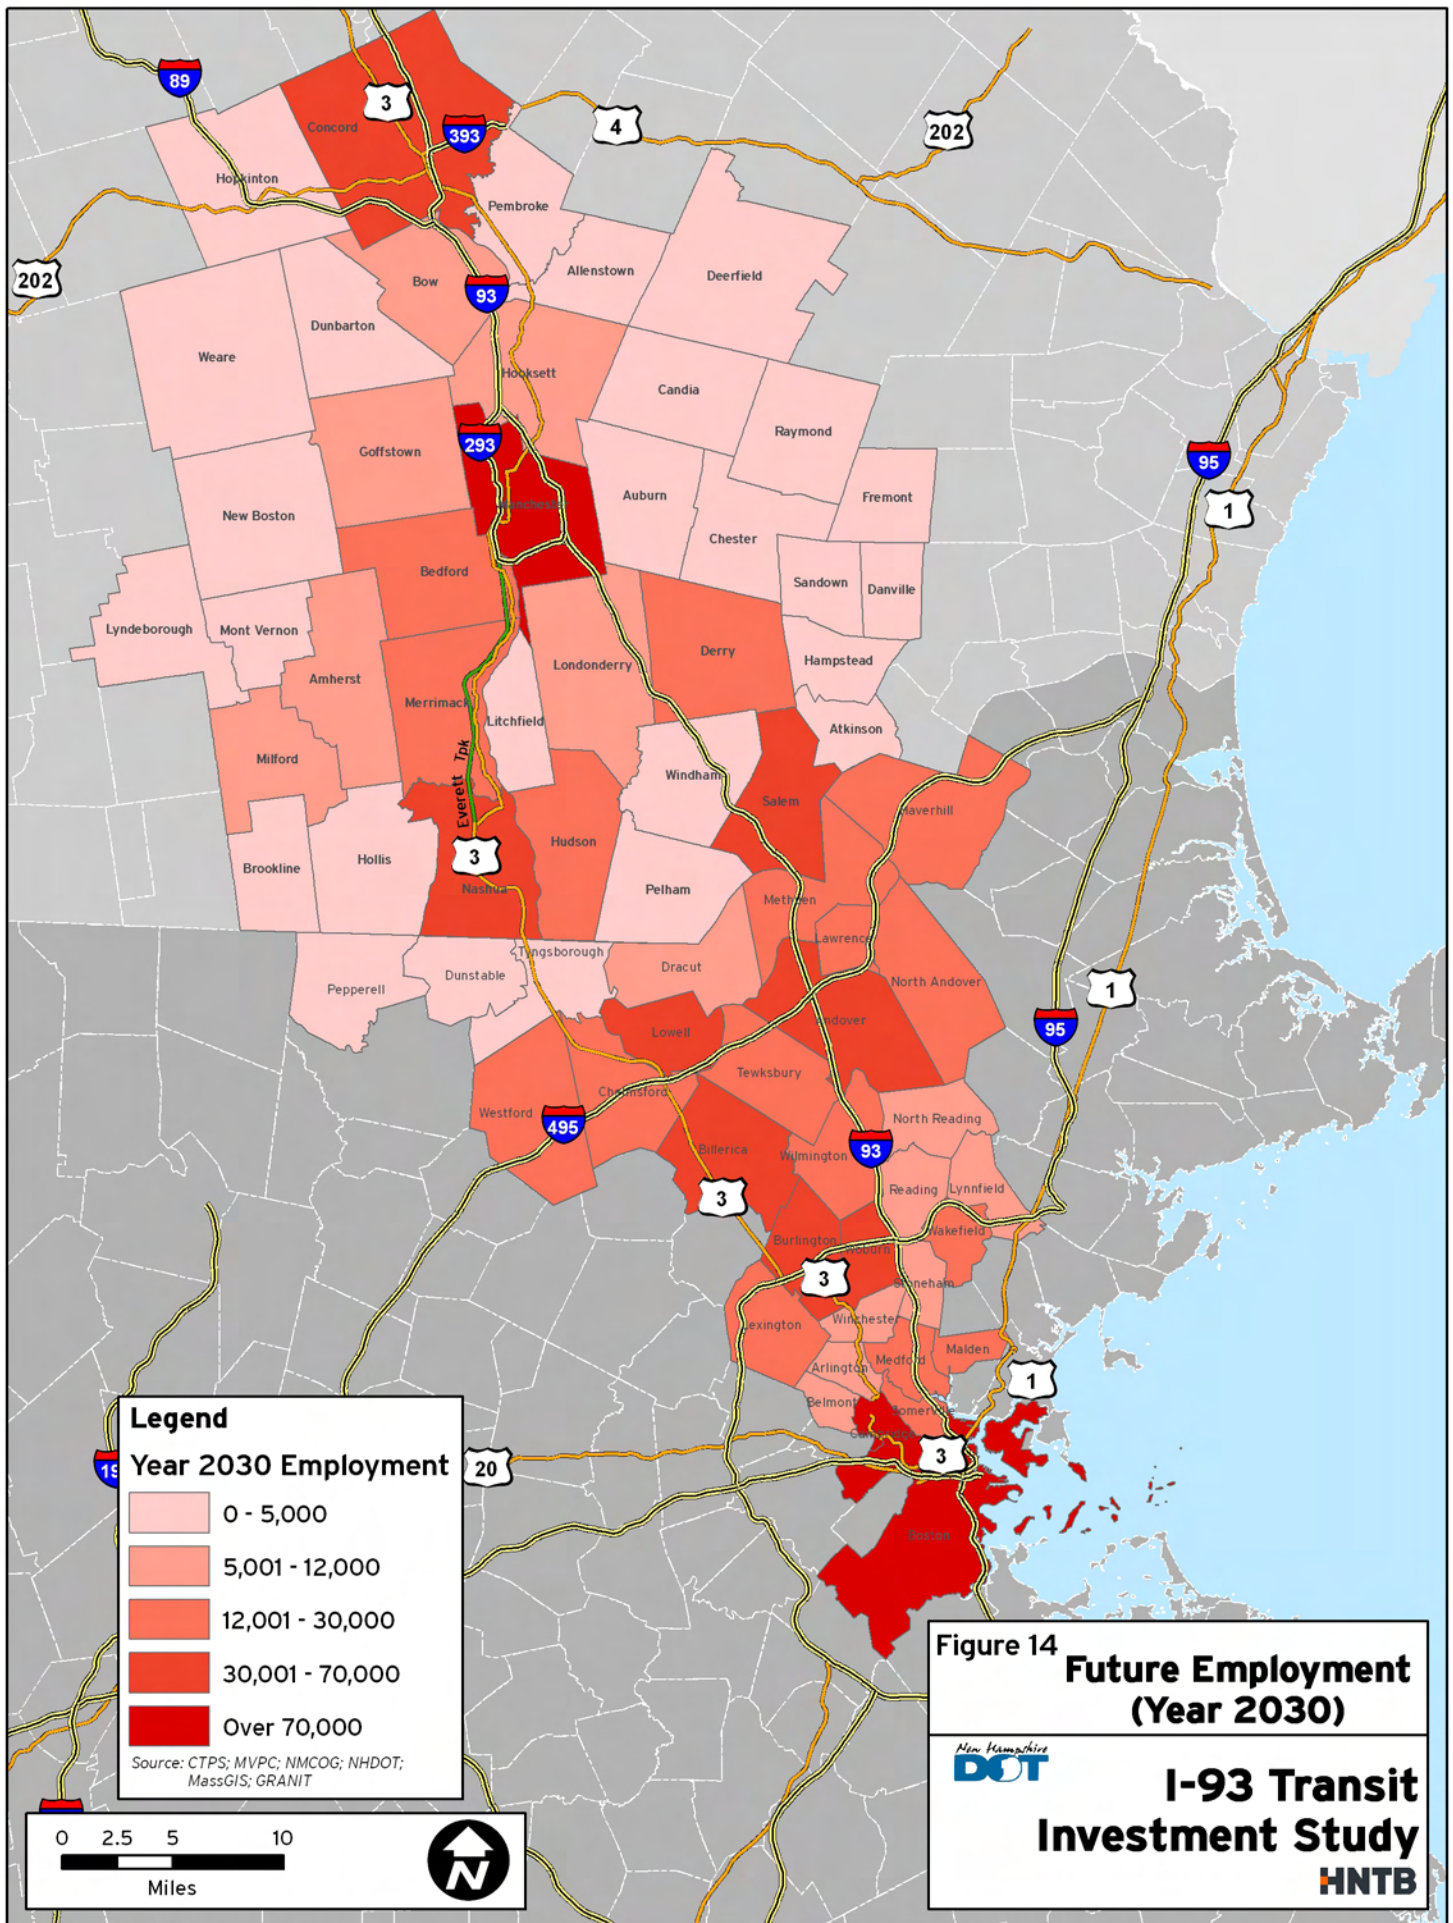 89
3
Concord
393
4
202
Hopkinton
Pembroke
202
Allenstown
Deerfield
Bow
93
Dunbarton
Weare
Hooksett
Candia
Raymond
293
Goffstown
95
Auburn
Fremont
Manchester
1
New Boston
Chester
Bedford
Sandown
Danville
Lyndeborough
Mont Vernon
Londonderry
Derry
Hampstead
Amherst
Merrimack
Litchfield
Atkinson
Everett Tpk
Milford
Windham
Salem
Haverhill
Hudson
3
Hollis
Brookline
Nashua
Pelham
Methuen
Lawrence
Tyngsborough
Dracut
Dunstable
North Andover
Pepperell
1
Lowell
Andover
95
Tewksbury
Chelmsford
Westford
North Reading
495
Billerica
Wilmington
93
Reading
Lynnfield
3
Wakefield
Burlington
Woburn
3
Stoneham
Lexington
Winchester
Malden
Medford
Arlington
1
Belmont
Somerville
Cambridge
3
20
19
Boston
Legend
Year 2030 Employment
0 - 5,000
5,001 - 12,000
12,001 - 30,000
30,001 - 70,000
Over 70,000
Source: CTPS; MVPC; NMCOG; NHDOT;
MassGIS; GRANIT
0 2.5 5 10
Miles
N
Figure 14
Future Employment
(Year 2030)
New Hampshire
DOT
I-93 Transit
Investment Study
HNTB